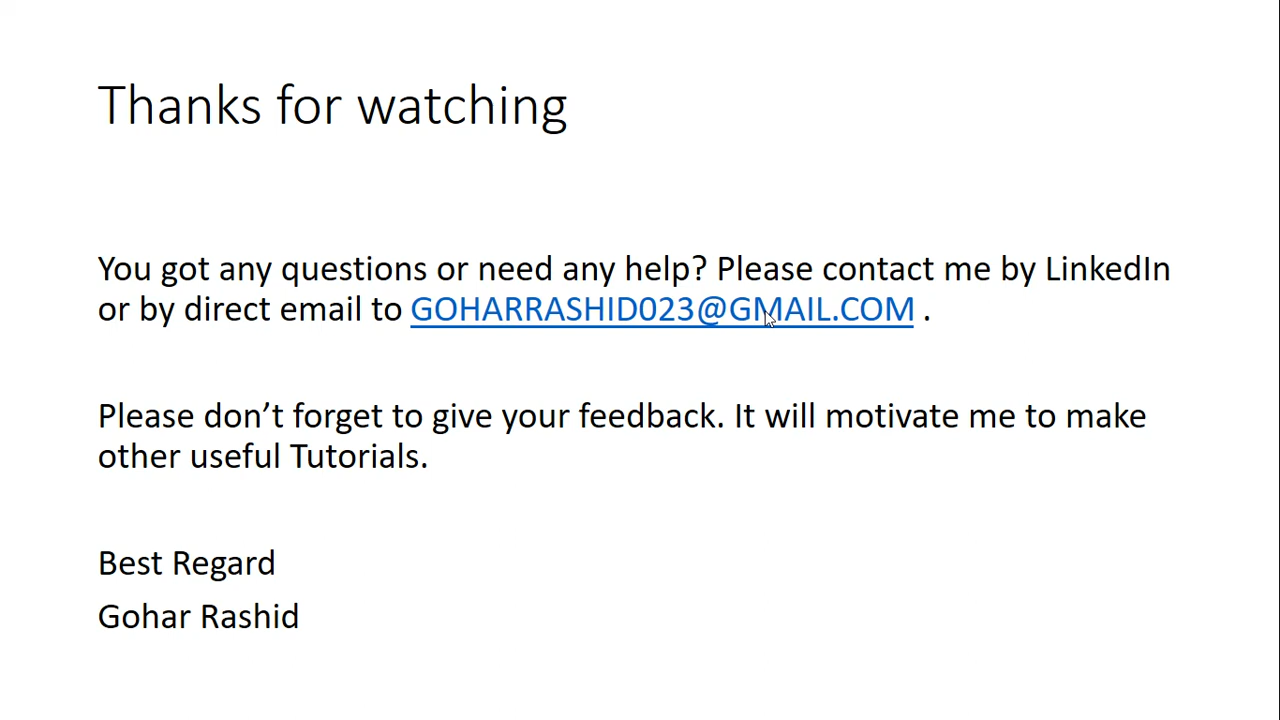 Thanks for watching
You got any questions or need any help? Please contact me by LinkedIn
or by direct email to GOHARRASHID023@GMAIL.COM .
Please don’t forget to give your feedback. It will motivate me to make
other useful Tutorials.
Best Regard
Gohar Rashid